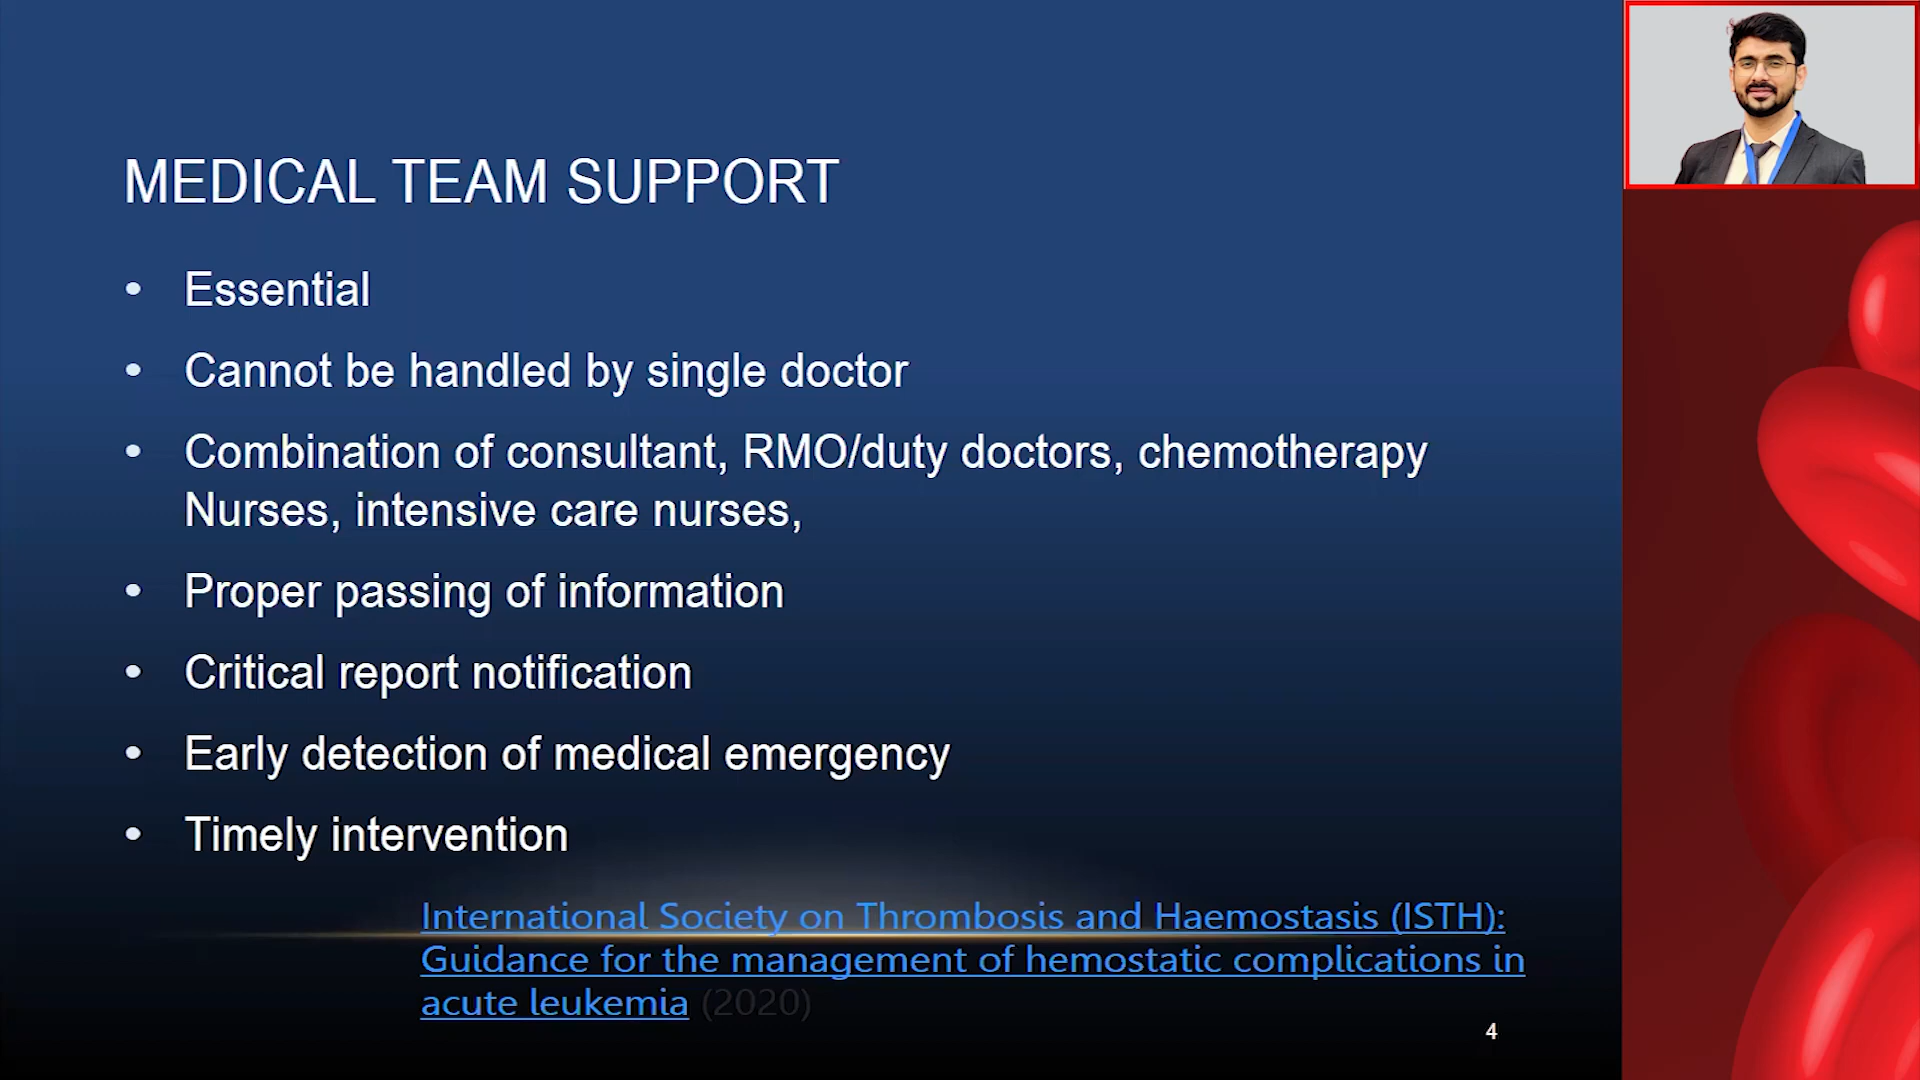 MEDICAL TEAM SUPPORT
• Essential
• Cannot be handled by single doctor
• Combination of consultant, RMO/duty doctors, chemotherapy
Nurses, intensive care nurses,
• Proper passing of information
• Critical report notification
• Early detection of medical emergency
• Timely intervention
International Society on Thrombosis and Haemostasis (ISTH):
Guidance for the management of hemostatic complications in
acute leukemia (2020)
4